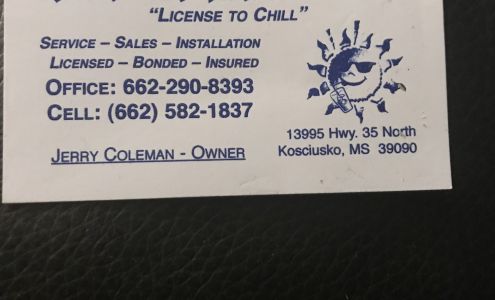 "License to Chill"
Service – Sales – Installation
Licensed – Bonded – Insured
Office: 662-290-8393
Cell: (662) 582-1837
Jerry Coleman - Owner
13995 Hwy. 35 North
Kosciusko, MS 39090